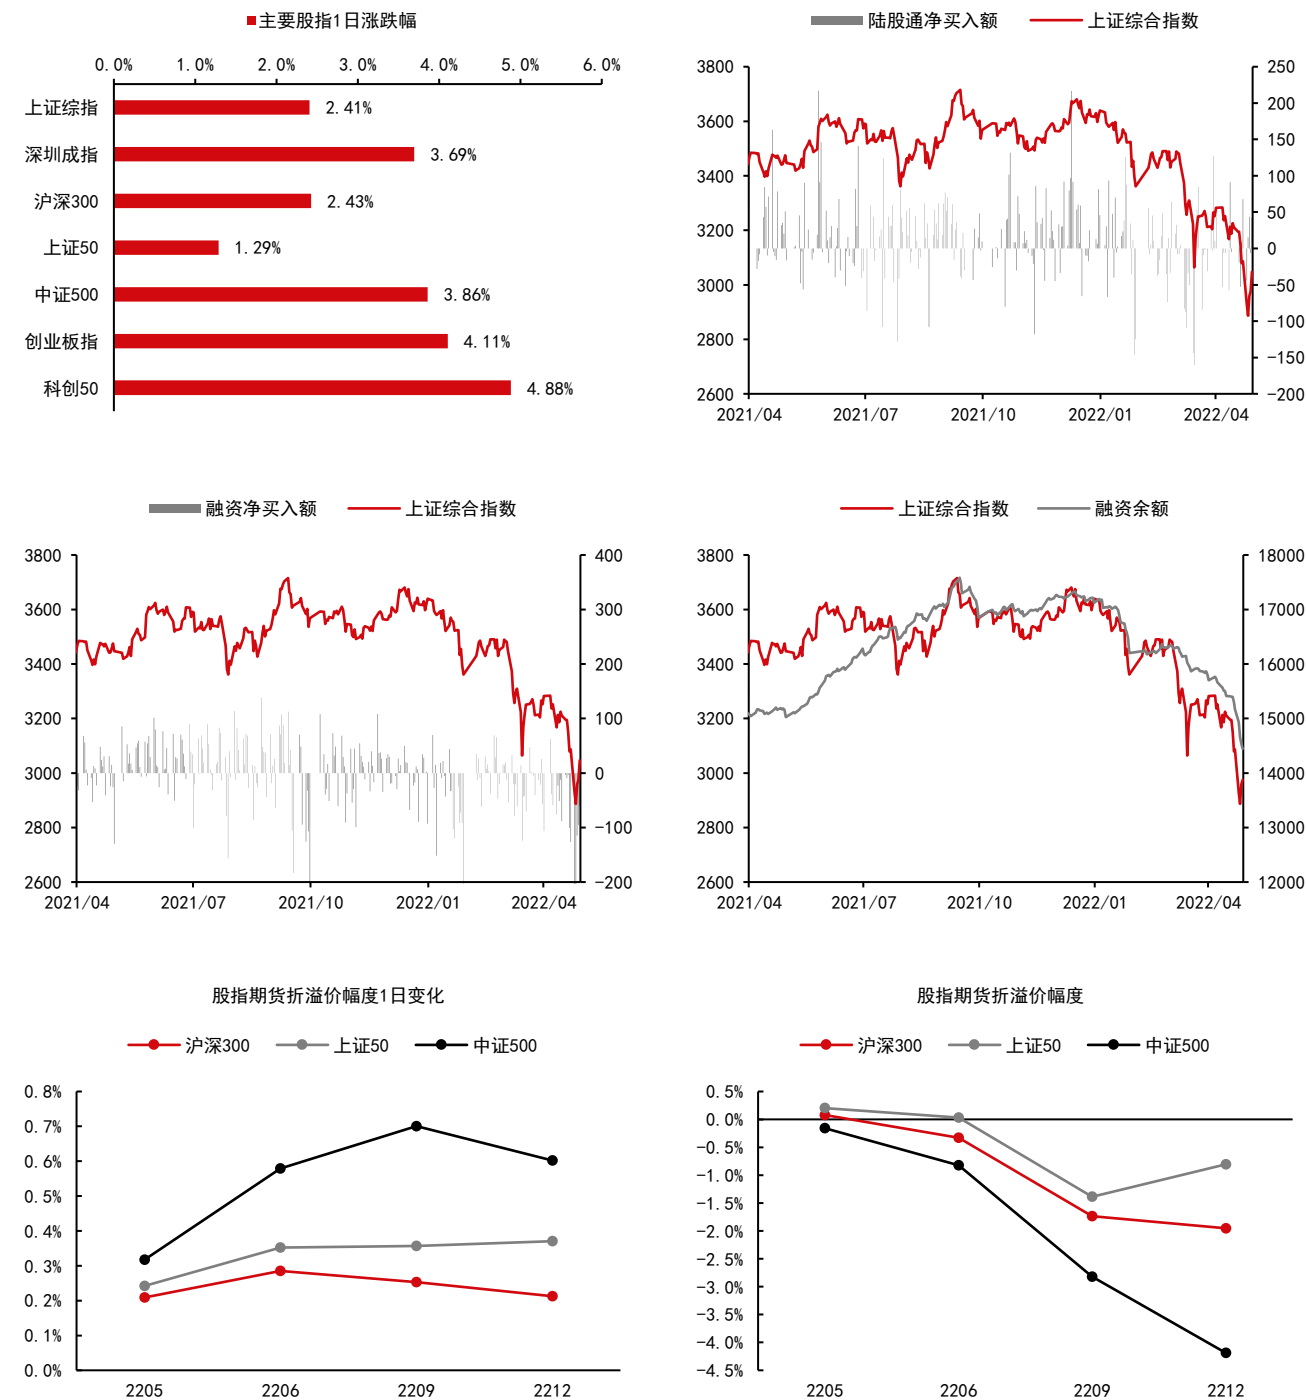 主要股指1日涨跌幅
0.0% 1.0% 2.0% 3.0% 4.0% 5.0% 6.0%
上证综指 2.41%
深圳成指 3.69%
沪深300 2.43%
上证50 1.29%
中证500 3.86%
创业板指 4.11%
科创50 4.88%
陆股通净买入额 上证综合指数
3800 250
3600 200
150
3400 100
50
3200 0
3000 -50
-100
2800 -150
2600 -200
2021/04 2021/07 2021/10 2022/01 2022/04
融资净买入额 上证综合指数
3800 400
3600 300
3400 200
3200 100
3000 0
2800 -100
2600 -200
2021/04 2021/07 2021/10 2022/01 2022/04
上证综合指数 融资余额
3800 18000
3600 17000
3400 16000
3200 15000
3000 14000
2800 13000
2600 12000
2021/04 2021/07 2021/10 2022/01 2022/04
股指期货折溢价幅度1日变化
沪深300 上证50 中证500
0.8%
0.7%
0.6%
0.5%
0.4%
0.3%
0.2%
0.1%
0.0%
2205 2206 2209 2212
股指期货折溢价幅度
沪深300 上证50 中证500
0.5%
0.0%
-0.5%
-1.0%
-1.5%
-2.0%
-2.5%
-3.0%
-3.5%
-4.0%
-4.5%
2205 2206 2209 2212